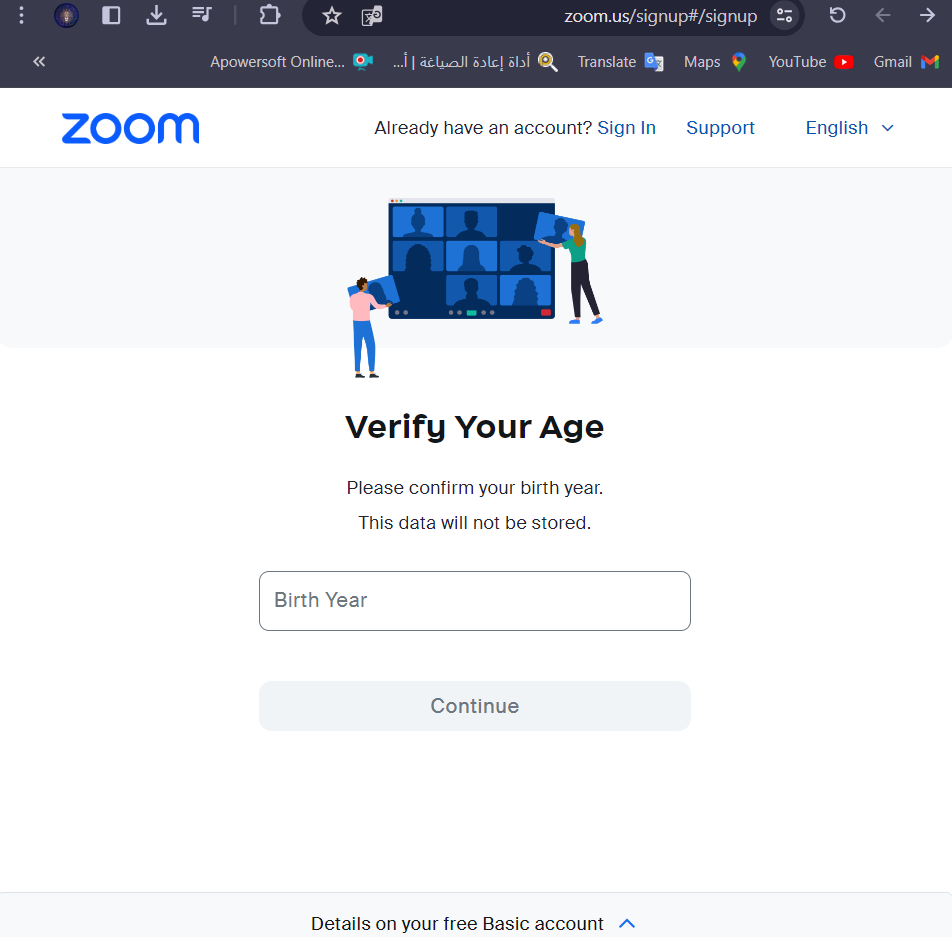 zoom.us/signup#/signup
Apowersoft Online...
أداة إعادة الصياغة | أ...
Translate
Maps
YouTube
Gmail
zoom
Already have an account? Sign In
Support
English
Verify Your Age
Please confirm your birth year.
This data will not be stored.
Birth Year
Continue
Details on your free Basic account